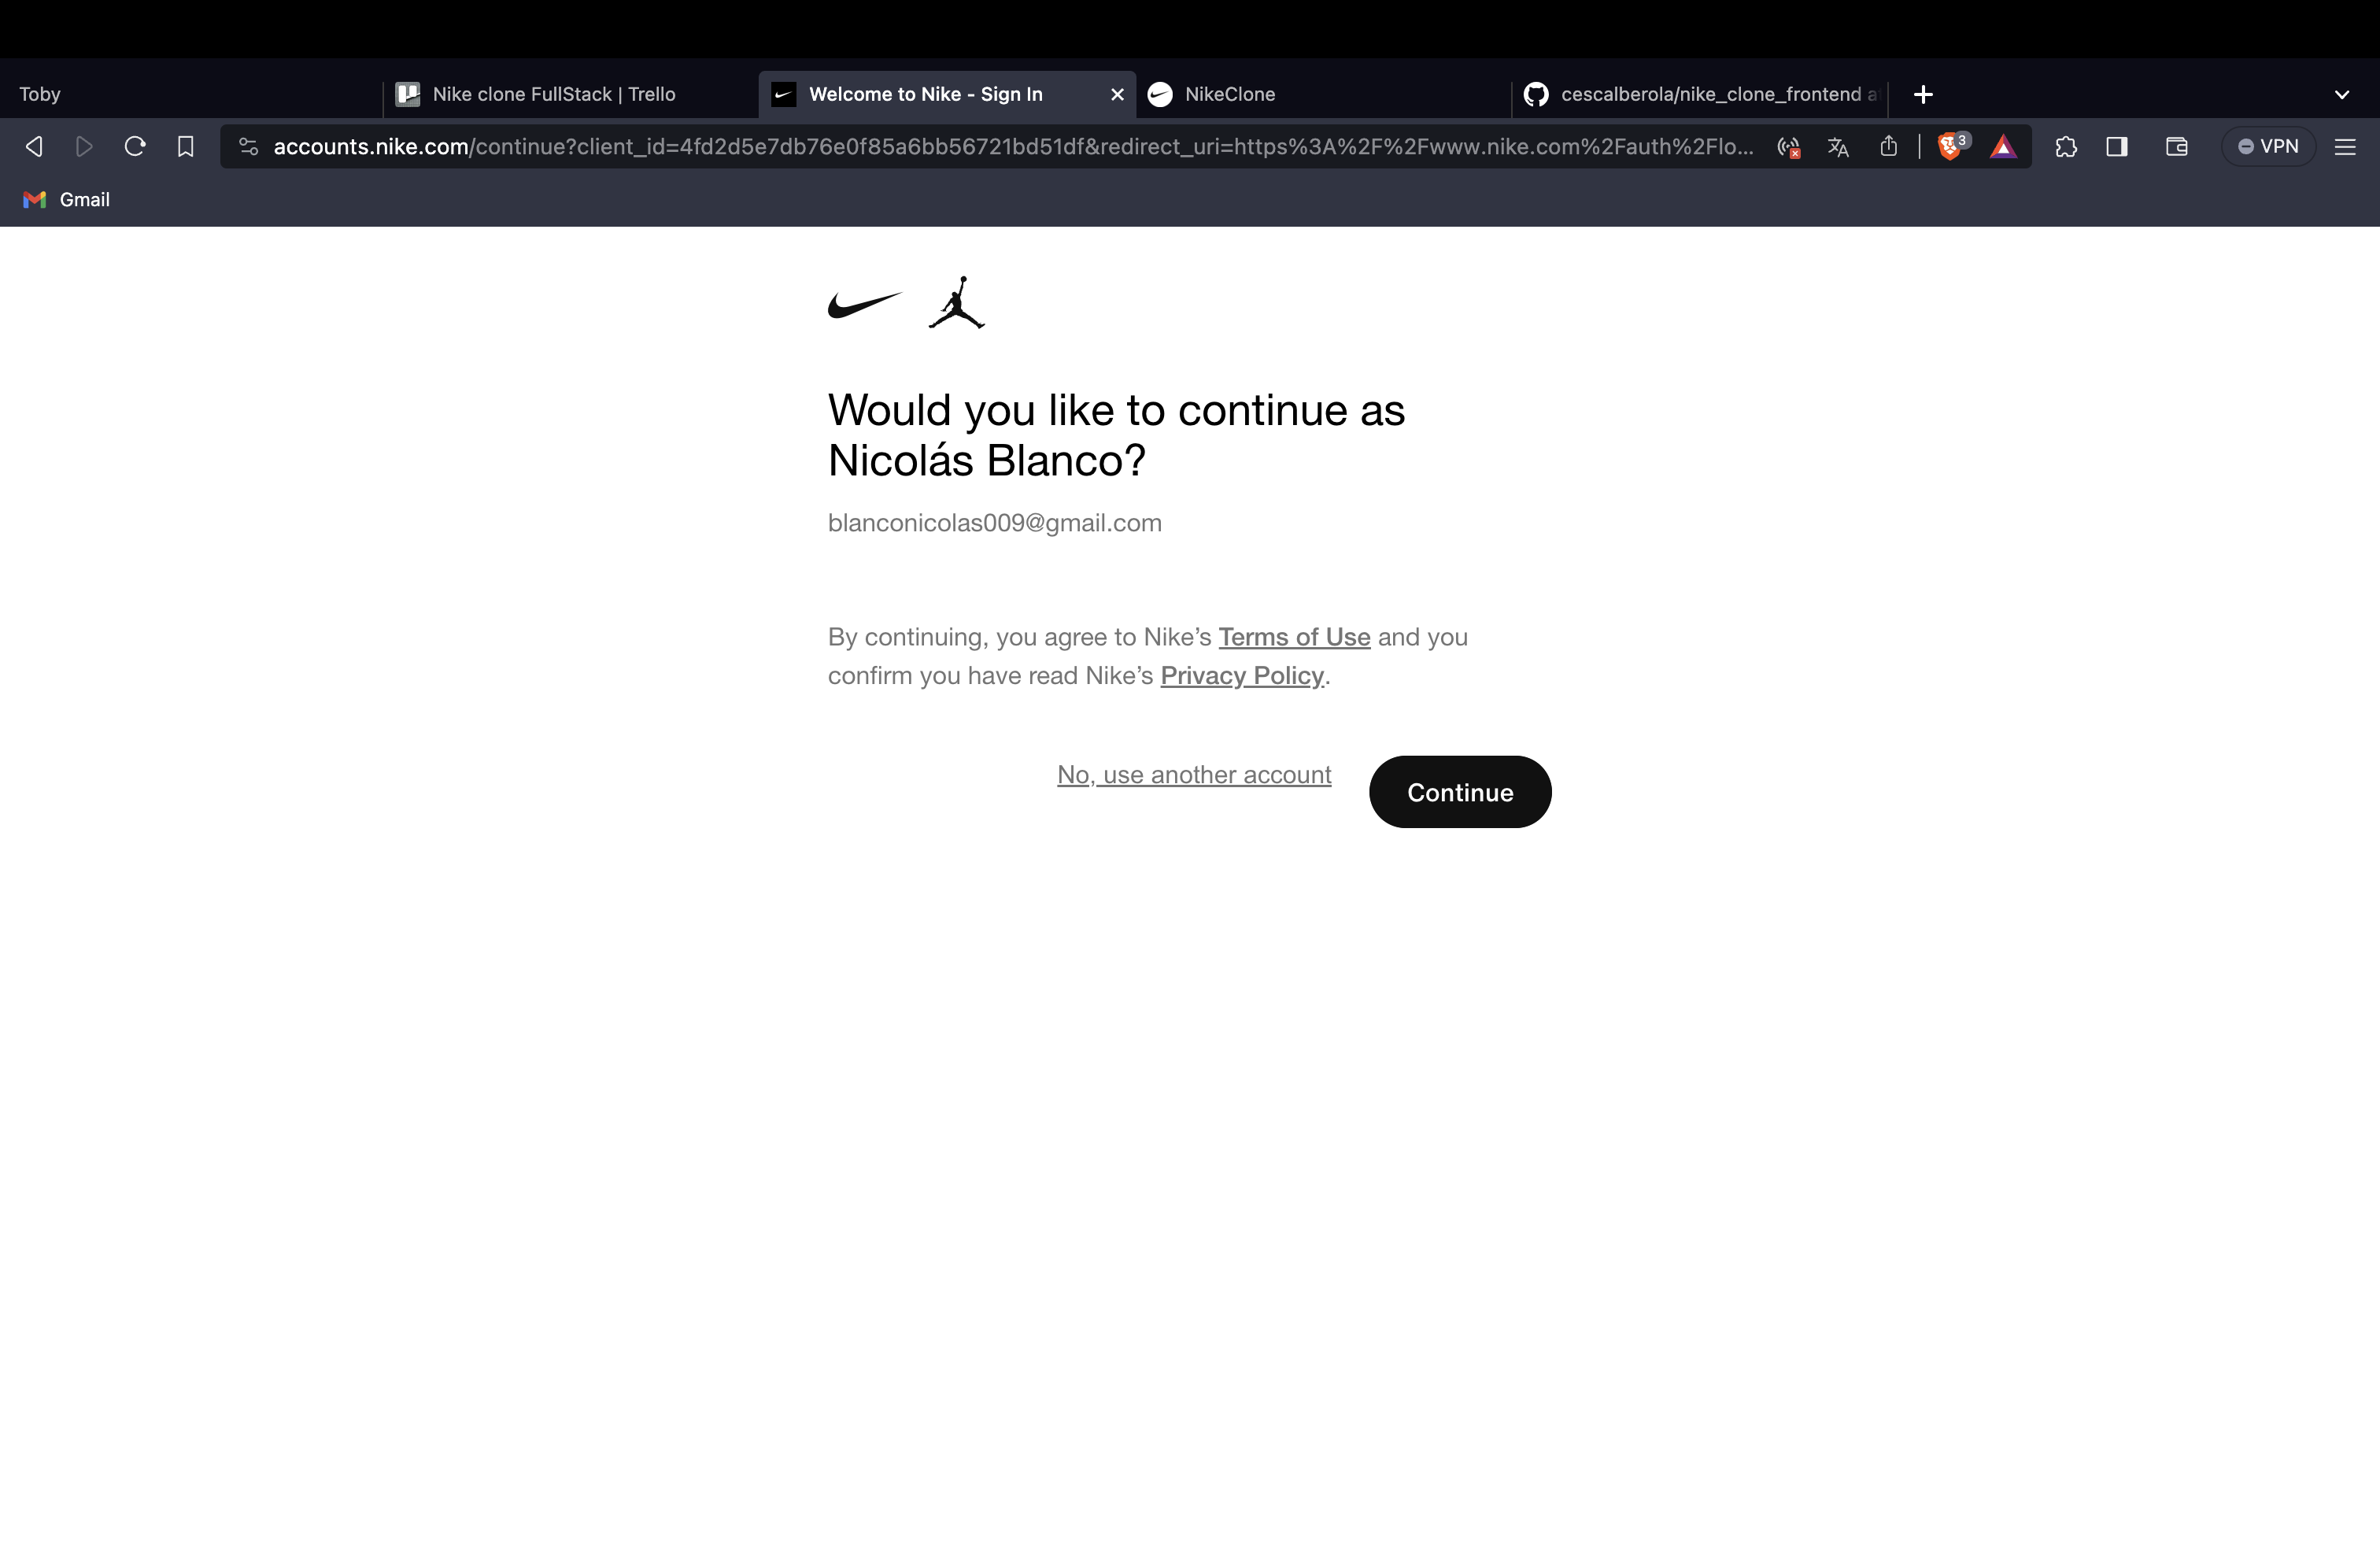 Toby
Nike clone FullStack | Trello
Welcome to Nike - Sign In
NikeClone
cescalberola/nike_clone_frontend
accounts.nike.com/continue?client_id=4fd2d5e7db76e0f85a6bb56721bd51df&redirect_uri=https%3A%2F%2Fwww.nike.com%2Fauth%2Flo...
3
VPN
Gmail
Would you like to continue as
Nicolás Blanco?
blanconicolas009@gmail.com
By continuing, you agree to Nike’s Terms of Use and you
confirm you have read Nike’s Privacy Policy.
No, use another account
Continue